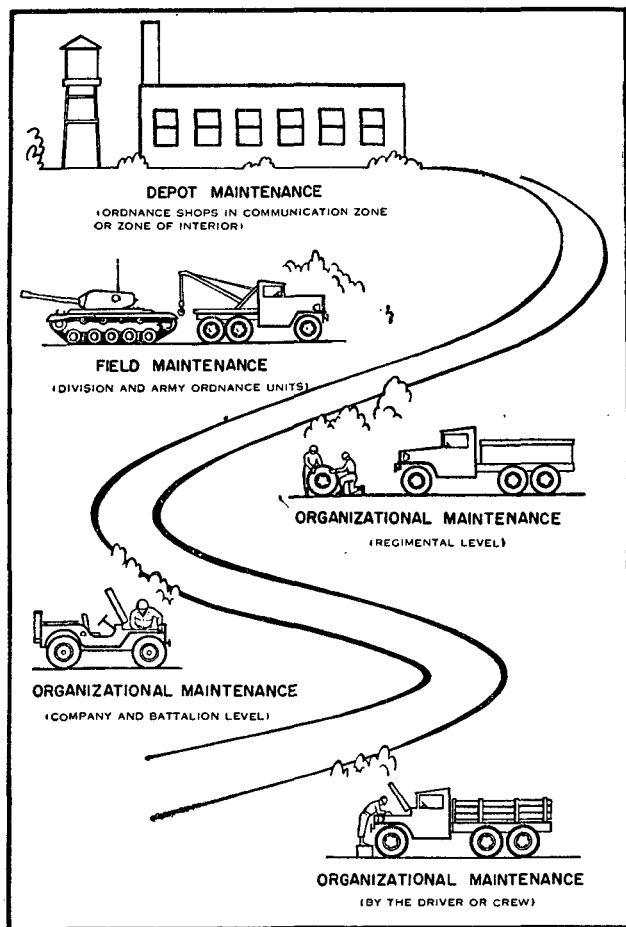 DEPOT MAINTENANCE
(ORDNANCE SHOPS IN COMMUNICATION ZONE
OR ZONE OF INTERIOR)
FIELD MAINTENANCE
(DIVISION AND ARMY ORDNANCE UNITS)
ORGANIZATIONAL MAINTENANCE
(REGIMENTAL LEVEL)
ORGANIZATIONAL MAINTENANCE
(COMPANY AND BATTALION LEVEL)
ORGANIZATIONAL MAINTENANCE
(BY THE DRIVER OR CREW)